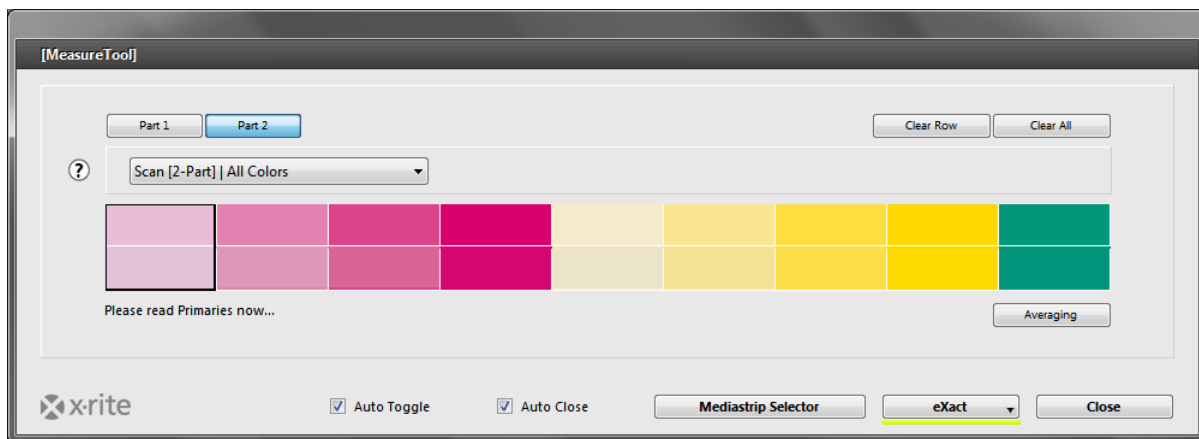 [MeasureTool]
Part 1 Part 2 Clear Row Clear All
? Scan [2-Part] | All Colors
Please read Primaries now...
Averaging
x·rite Auto Toggle Auto Close Mediastrip Selector eXact Close